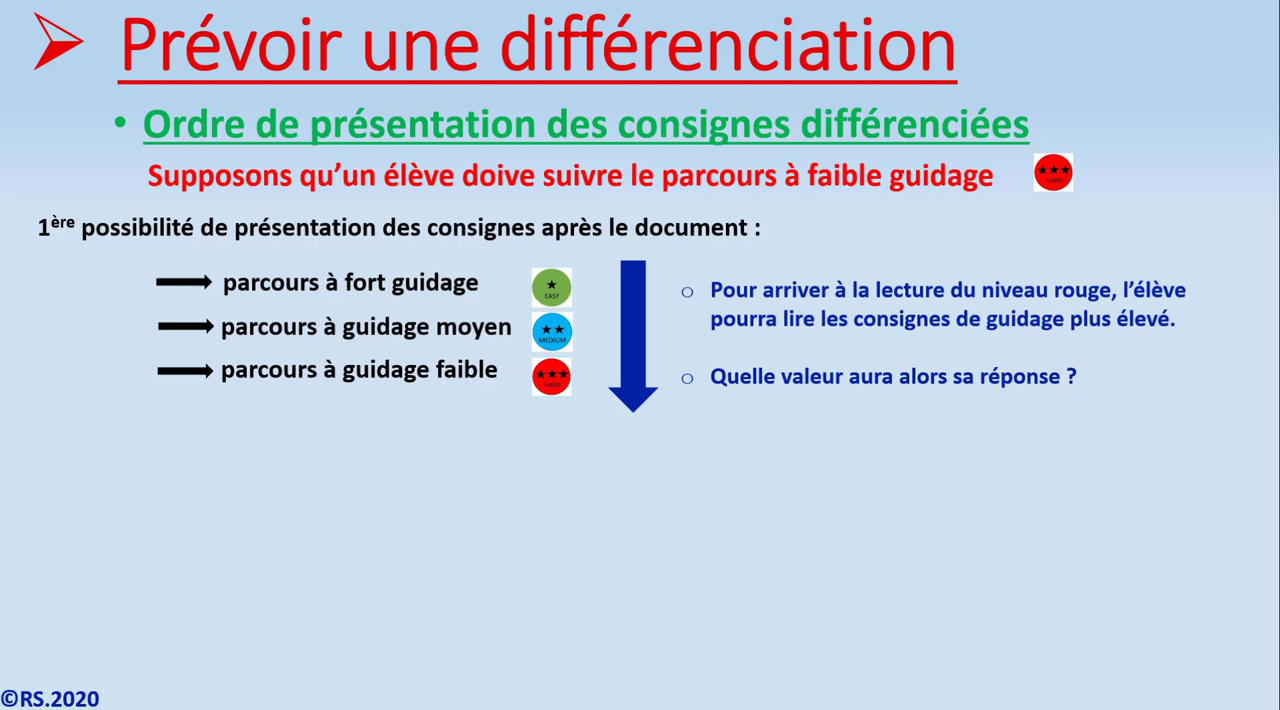 Prévoir une différenciation
• Ordre de présentation des consignes différenciées
Supposons qu’un élève doive suivre le parcours à faible guidage
★★★
HARD
1ère possibilité de présentation des consignes après le document :
parcours à fort guidage
★
EASY
parcours à guidage moyen
★★
MEDIUM
parcours à guidage faible
★★★
HARD
o Pour arriver à la lecture du niveau rouge, l’élève
pourra lire les consignes de guidage plus élevé.
o Quelle valeur aura alors sa réponse ?
©RS.2020